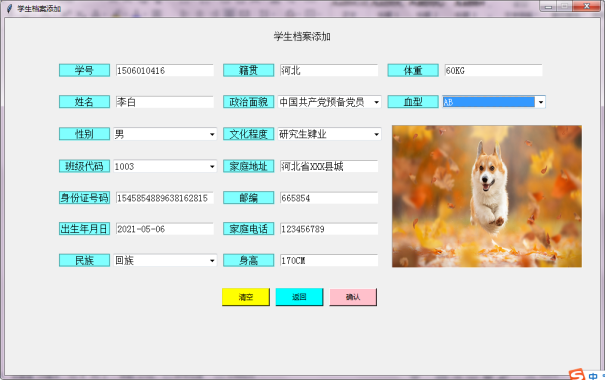 学生档案添加
学生档案添加
学号 1506010416 籍贯 河北 体重 60KG
姓名 李白 政治面貌 中国共产党预备党员 血型 AB
性别 男 文化程度 研究生肄业
班级代码 1003 家庭地址 河北省XXX县城
身份证号码 1545854889638162815 邮编 665854
出生年月日 2021-05-06 家庭电话 123456789
民族 回族 身高 170CM
清空 返回 确认
中